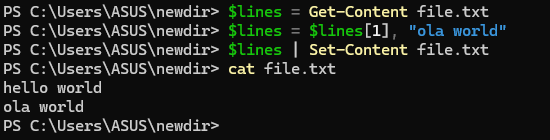 PS C:\Users\ASUS\newdir> $lines = Get-Content file.txt
PS C:\Users\ASUS\newdir> $lines = $lines[1], "ola world"
PS C:\Users\ASUS\newdir> $lines | Set-Content file.txt
PS C:\Users\ASUS\newdir> cat file.txt
hello world
ola world
PS C:\Users\ASUS\newdir>